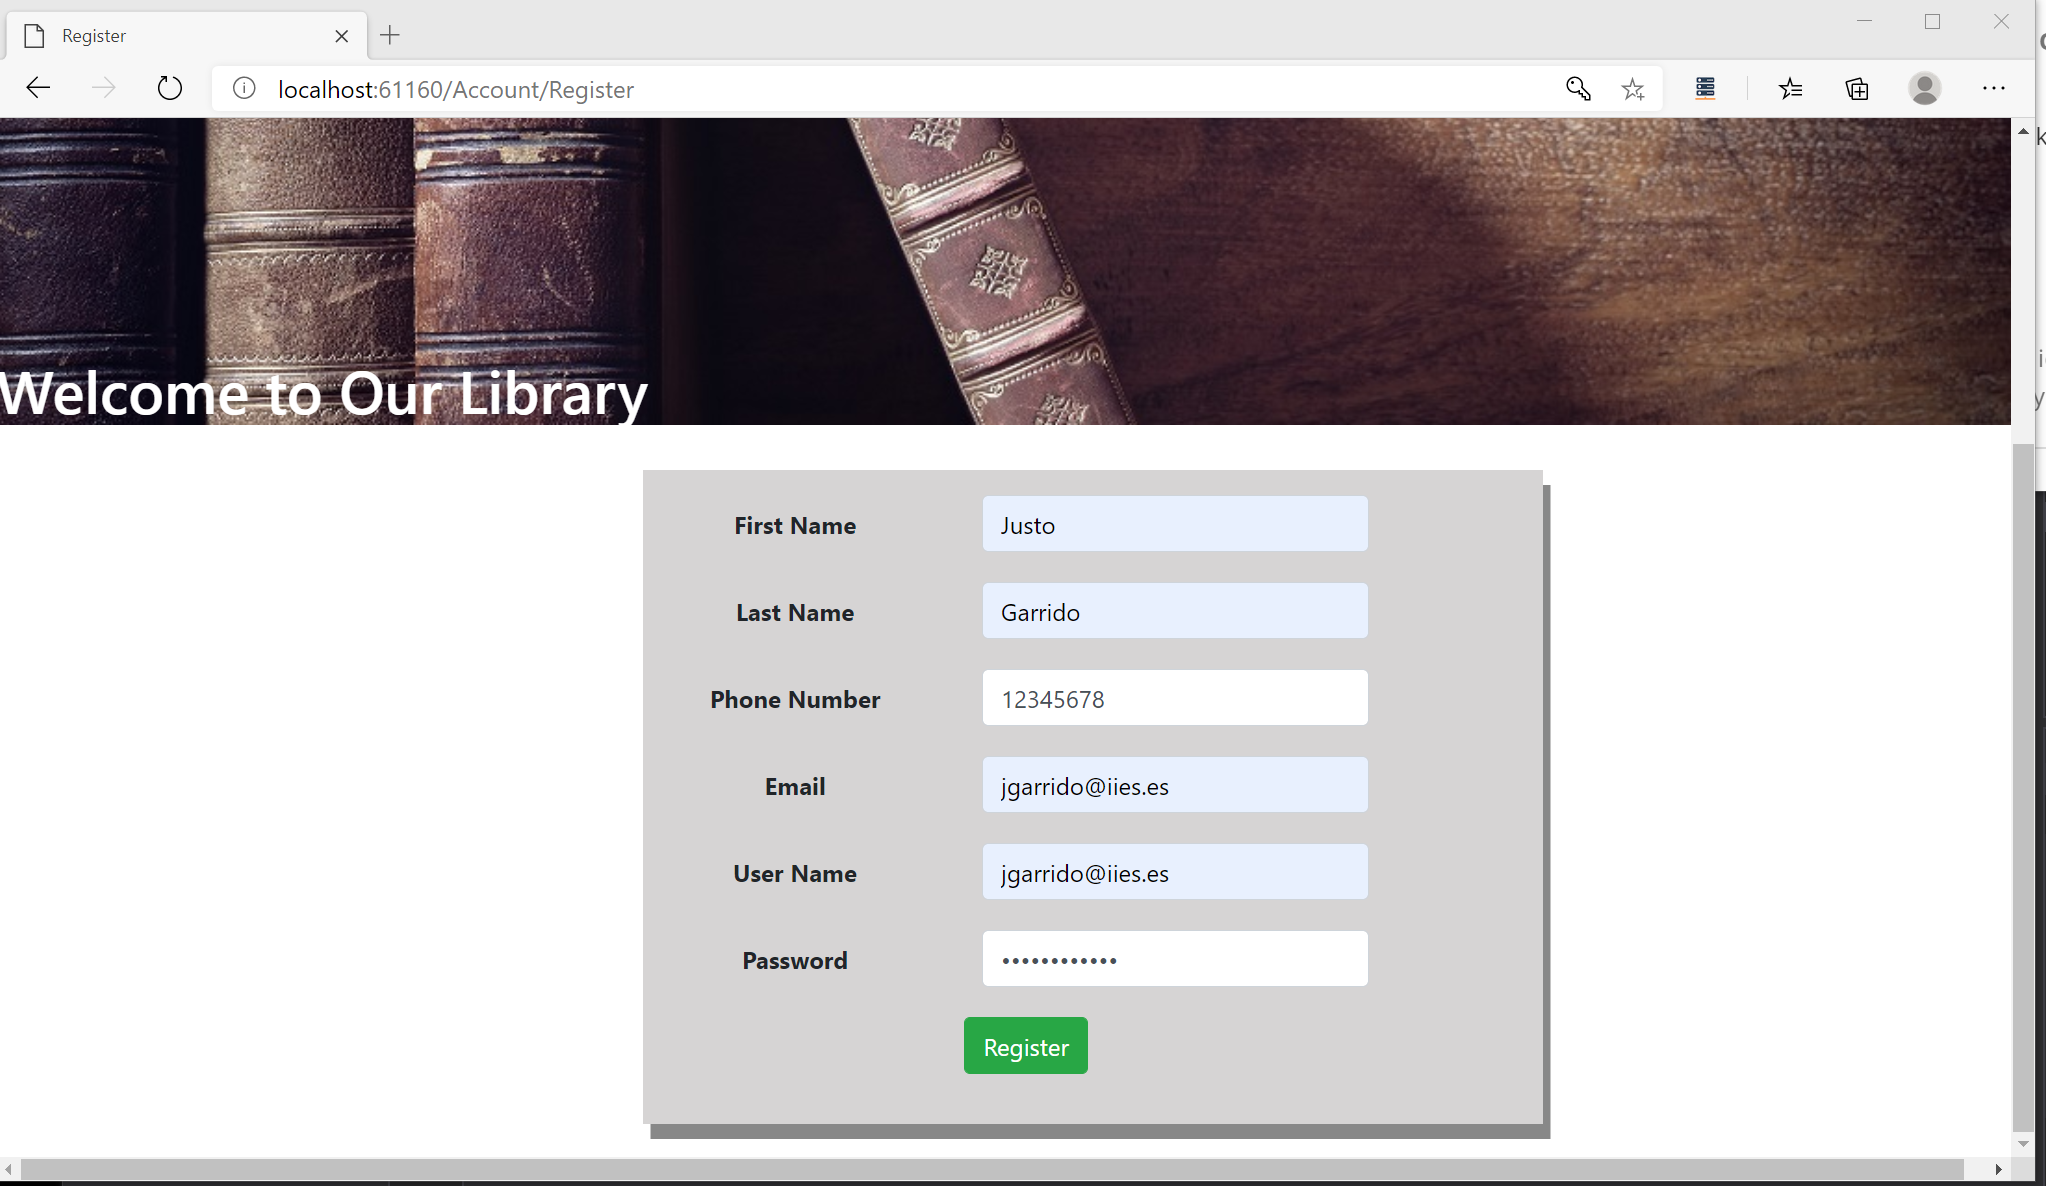 Register
localhost:61160/Account/Register
Welcome to Our Library
First Name Justo
Last Name Garrido
Phone Number 12345678
Email jgarrido@iies.es
User Name jgarrido@iies.es
Password ••••••••••••
Register